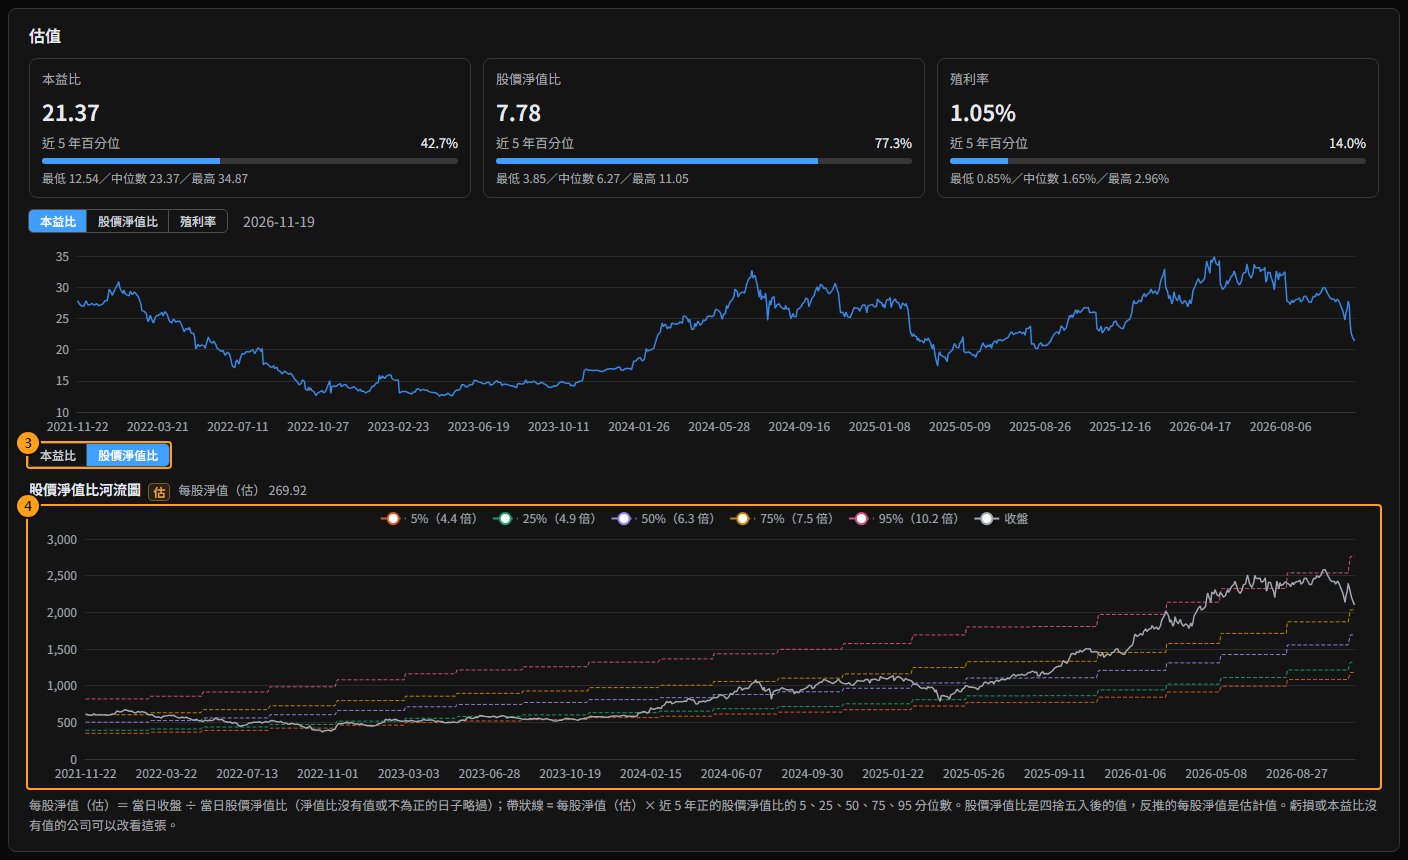 估值
本益比
21.37
近 5 年百分位 42.7%
最低 12.54／中位數 23.37／最高 34.87
股價淨值比
7.78
近 5 年百分位 77.3%
最低 3.85／中位數 6.27／最高 11.05
殖利率
1.05%
近 5 年百分位 14.0%
最低 0.85%／中位數 1.65%／最高 2.96%
本益比 股價淨值比 殖利率 2026-11-19
35
30
25
20
15
10
2021-11-22 2022-03-21 2022-07-11 2022-10-27 2023-02-23 2023-06-19 2023-10-11 2024-01-26 2024-05-28 2024-09-16 2025-01-08 2025-05-09 2025-08-26 2025-12-16 2026-04-17 2026-08-06
3
本益比 股價淨值比
股價淨值比河流圖 估 每股淨值（估） 269.92
4
5%（4.4 倍） 25%（4.9 倍） 50%（6.3 倍） 75%（7.5 倍） 95%（10.2 倍） 收盤
3,000
2,500
2,000
1,500
1,000
500
0
2021-11-22 2022-03-22 2022-07-13 2022-11-01 2023-03-03 2023-06-28 2023-10-19 2024-02-15 2024-06-07 2024-09-30 2025-01-22 2025-05-26 2025-09-11 2026-01-06 2026-05-08 2026-08-27
每股淨值（估）＝ 當日收盤 ÷ 當日股價淨值比（淨值比沒有值或不為正的日子略過）；帶狀線 = 每股淨值（估）× 近 5 年正的股價淨值比的 5、25、50、75、95 分位數。股價淨值比是四捨五入後的值，反推的每股淨值是估計值。虧損或本益比沒
有值的公司可以改看這張。